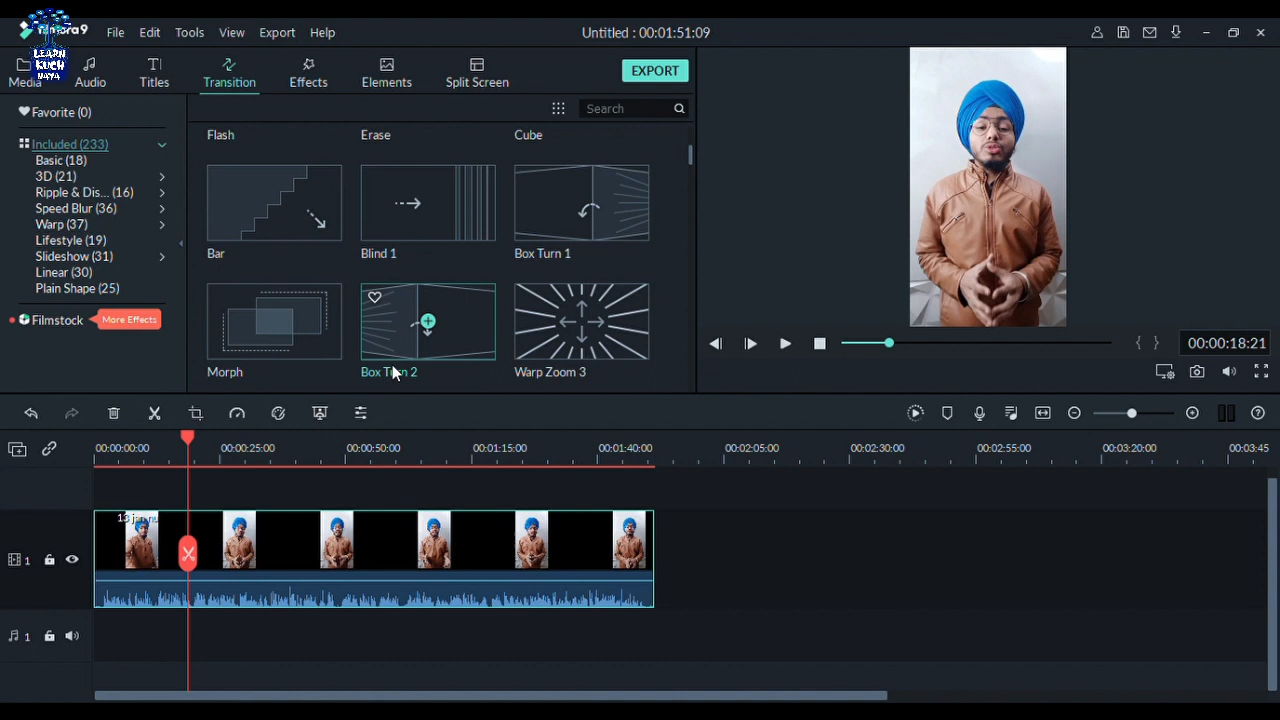 filmora9
File Edit Tools View Export Help
Untitled : 00:01:51:09
LEARN
KUCH
NAYA
Media Audio Titles Transition Effects Elements Split Screen
EXPORT
Favorite (0)
Search
Included (233)
Basic (18)
3D (21)
Ripple & Dis... (16)
Speed Blur (36)
Warp (37)
Lifestyle (19)
Slideshow (31)
Linear (30)
Plain Shape (25)
Filmstock More Effects
Flash Erase Cube
Bar Blind 1 Box Turn 1
Morph Box Turn 2 Warp Zoom 3
00:00:18:21
00:00:00:00 00:00:25:00 00:00:50:00 00:01:15:00 00:01:40:00 00:02:05:00 00:02:30:00 00:02:55:00 00:03:20:00 00:03:45
1
1